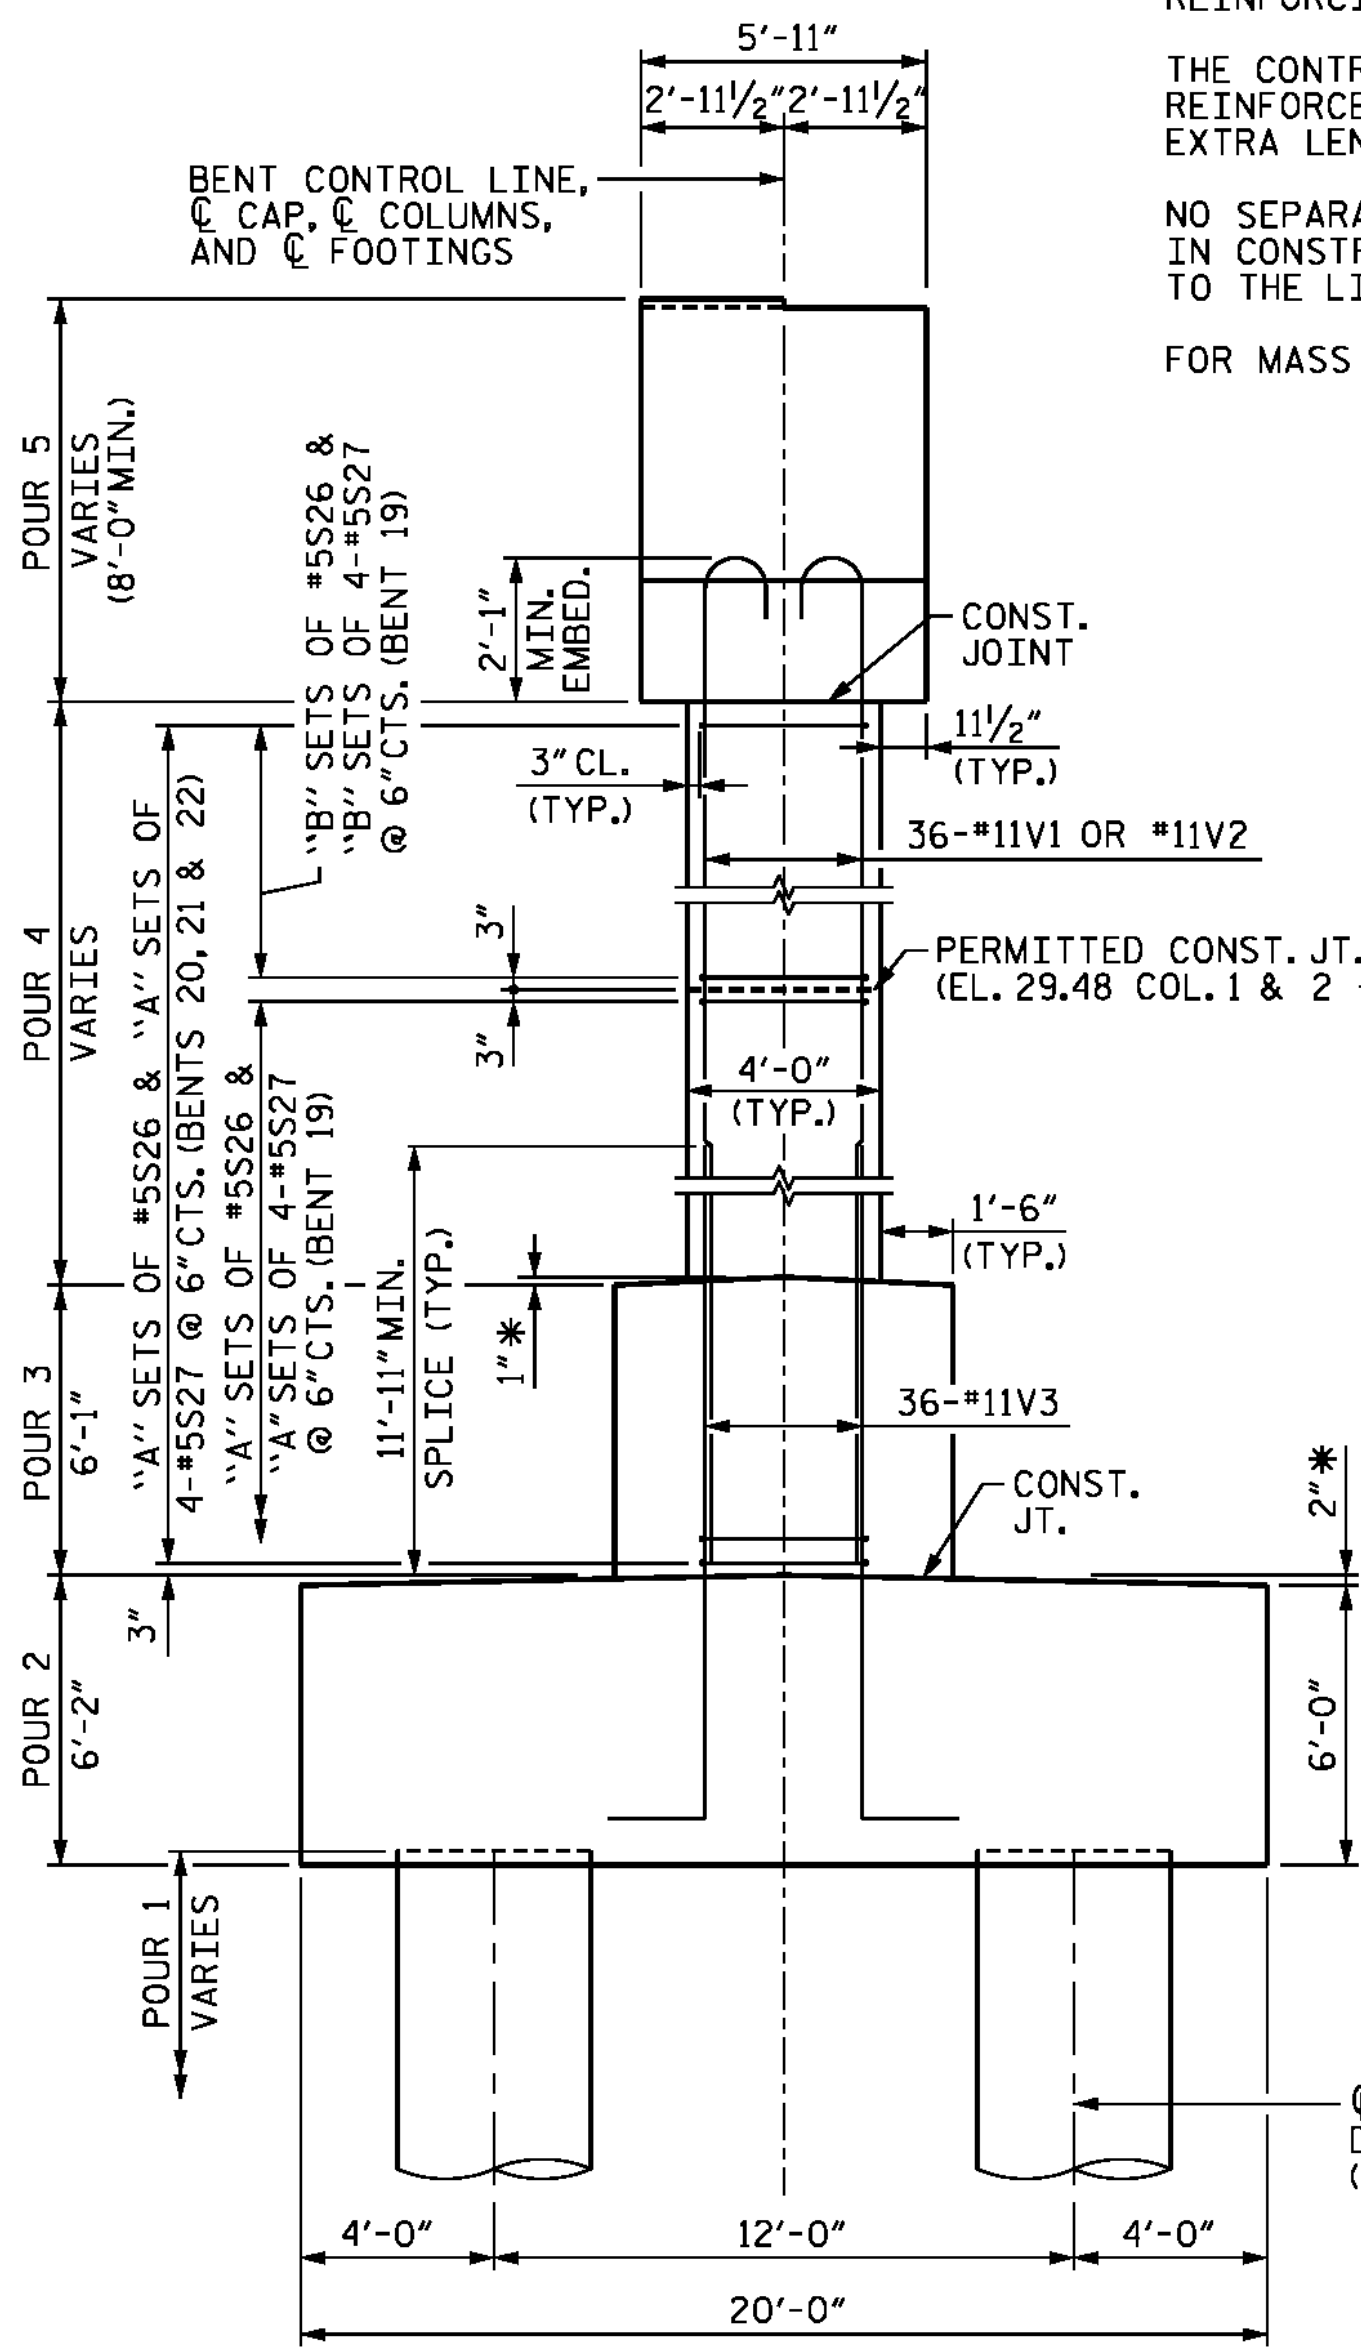 REINFORCI
THE CONTR
REINFORCE
EXTRA LEN
NO SEPARA
IN CONSTR
TO THE LI
FOR MASS
5'-11"
2'-11½" 2'-11½"
BENT CONTROL LINE,
℄ CAP, ℄ COLUMNS,
AND ℄ FOOTINGS
POUR 5
VARIES
(8'-0" MIN.)
"B" SETS OF #5S26 &
"B" SETS OF 4-#5S27
@ 6" CTS. (BENT 19)
2'-1"
MIN.
EMBED.
CONST.
JOINT
11½"
(TYP.)
3" CL.
(TYP.)
36-#11V1 OR #11V2
POUR 4
VARIES
"A" SETS OF #5S26 & "A" SETS OF
4-#5S27 @ 6" CTS. (BENTS 20, 21 & 22)
3"
3"
PERMITTED CONST. JT.
(EL. 29.48 COL. 1 & 2
4'-0"
(TYP.)
"A" SETS OF #5S26 &
"A" SETS OF 4-#5S27
@ 6" CTS. (BENT 19)
11'-11" MIN.
SPLICE (TYP.)
1'-6"
(TYP.)
1"*
POUR 3
6'-1"
36-#11V3
CONST.
JT.
2"*
3"
POUR 2
6'-2"
6'-0"
POUR 1
VARIES
(
4'-0" 12'-0" 4'-0"
20'-0"